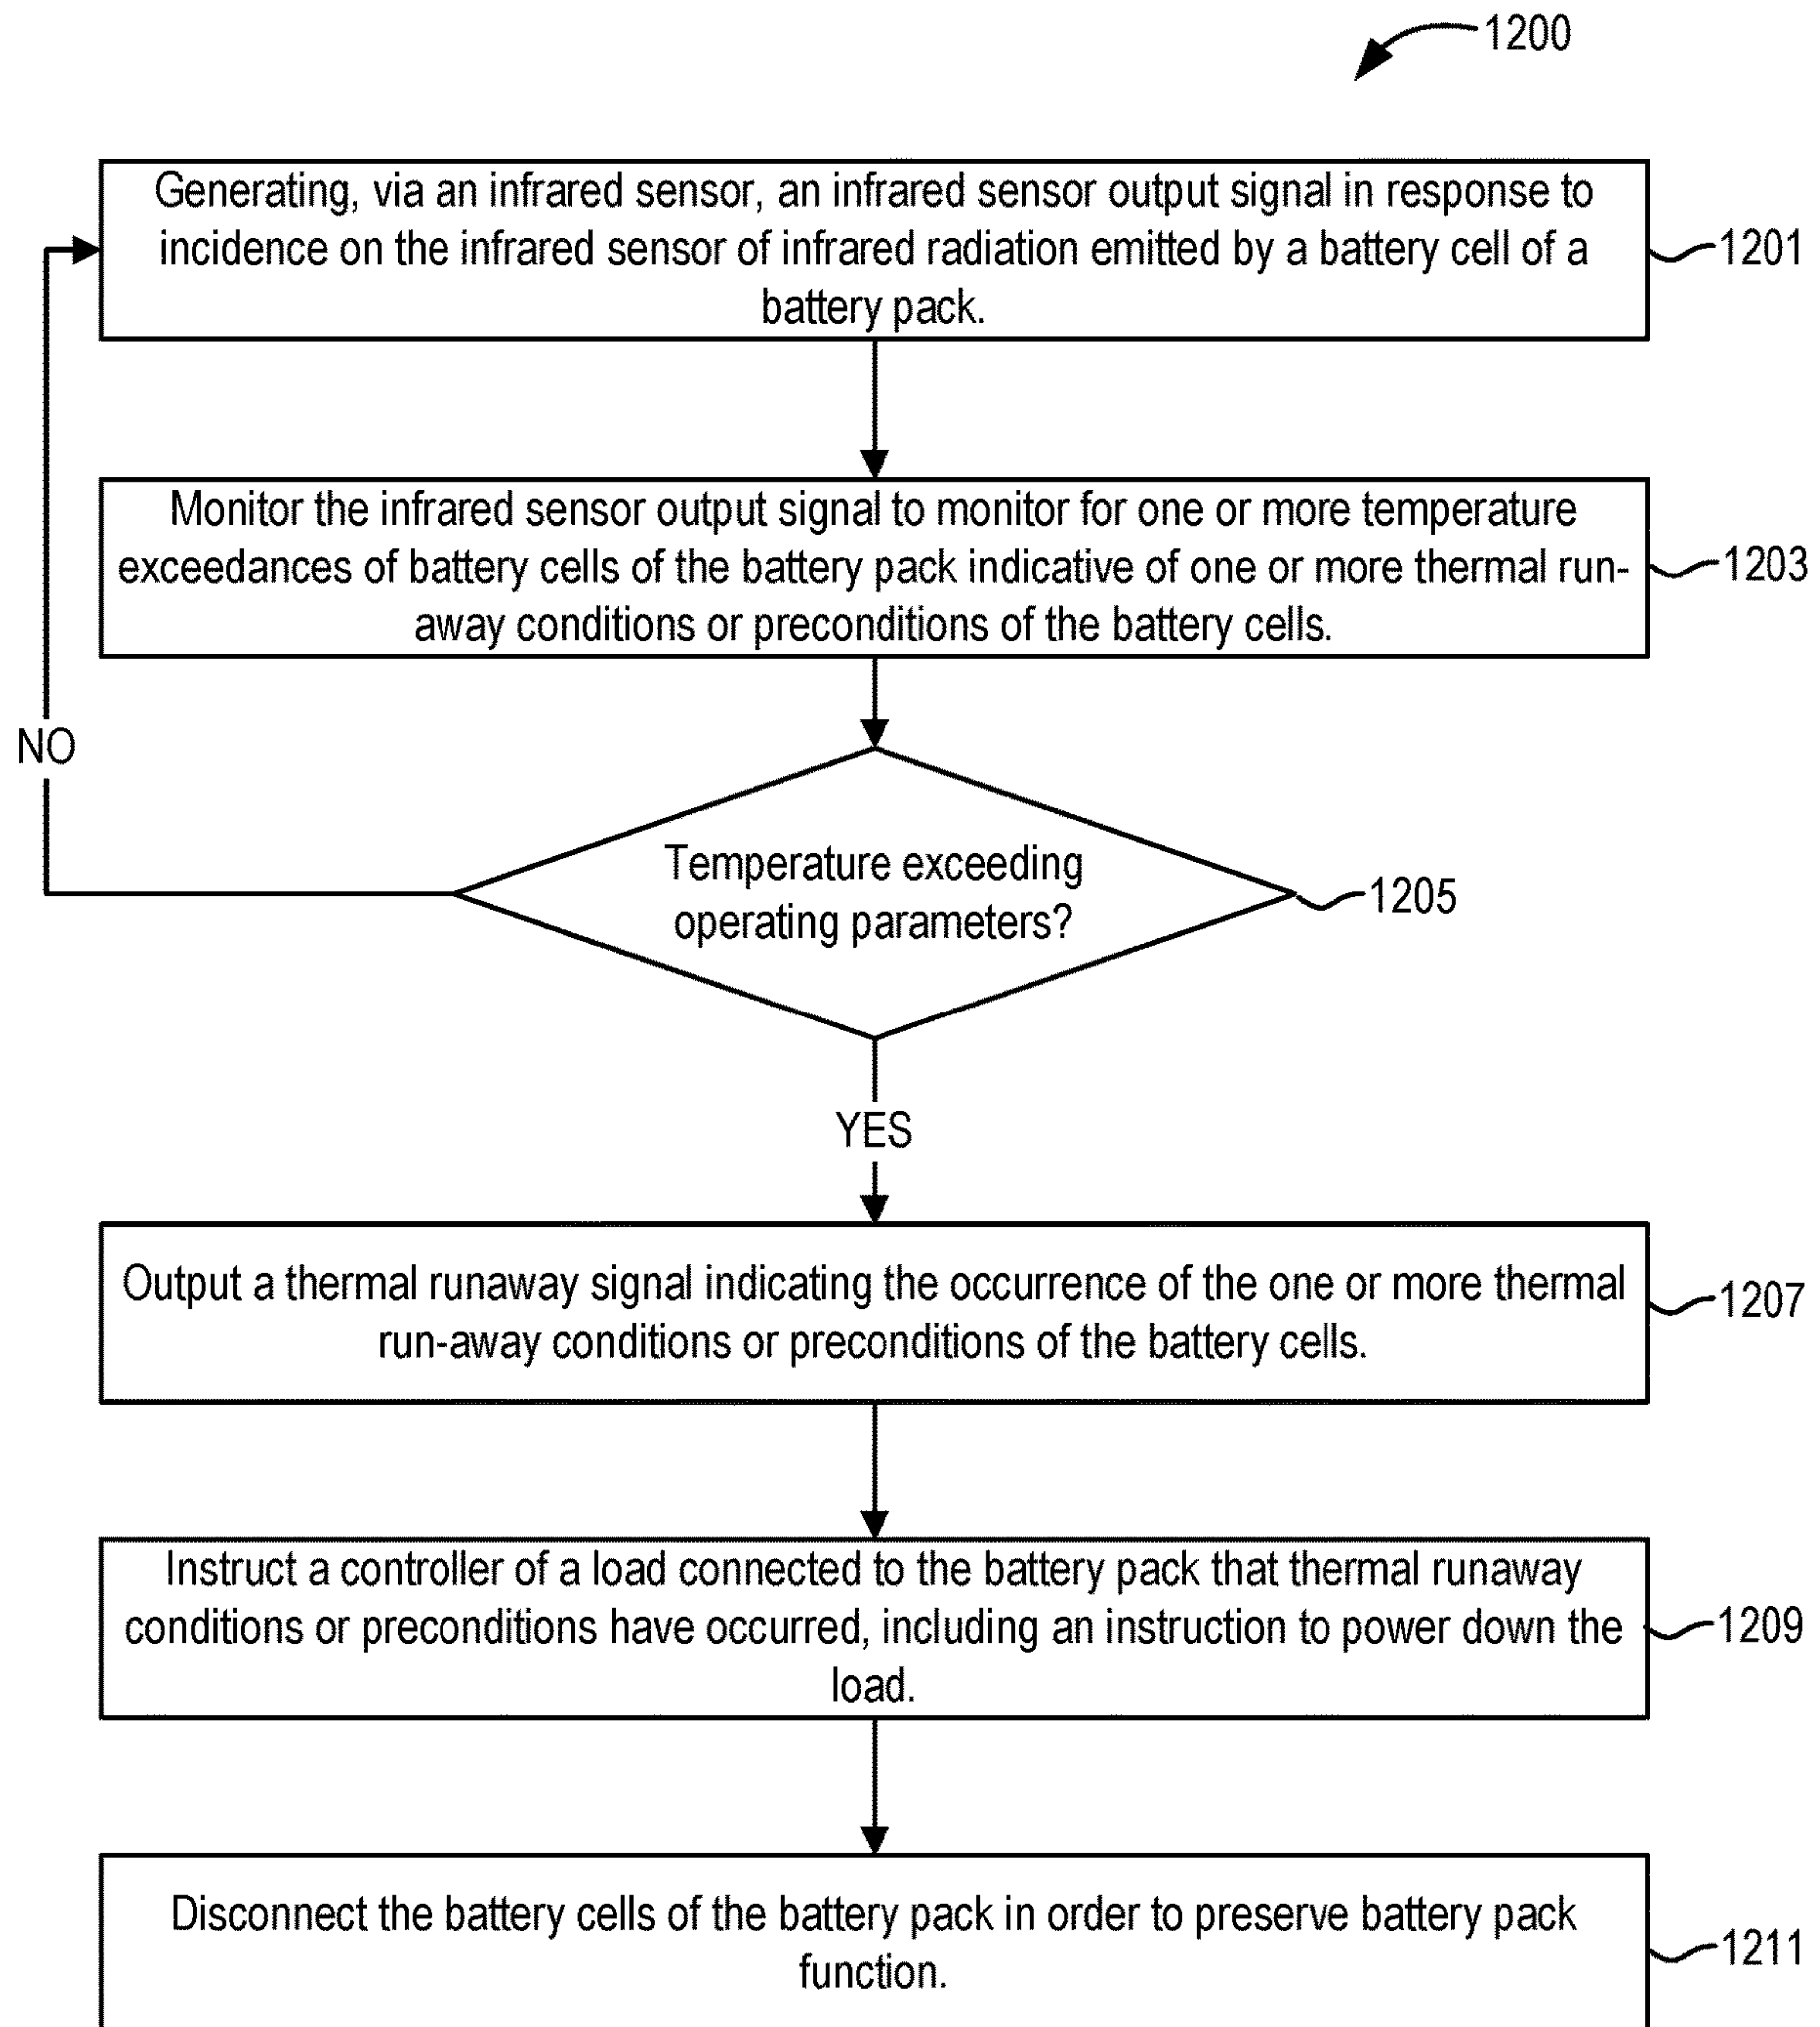 1200
Generating, via an infrared sensor, an infrared sensor output signal in response to
incidence on the infrared sensor of infrared radiation emitted by a battery cell of a
battery pack.
1201
Monitor the infrared sensor output signal to monitor for one or more temperature
exceedances of battery cells of the battery pack indicative of one or more thermal run-
away conditions or preconditions of the battery cells.
1203
NO
Temperature exceeding
operating parameters?
1205
YES
Output a thermal runaway signal indicating the occurrence of the one or more thermal
run-away conditions or preconditions of the battery cells.
1207
Instruct a controller of a load connected to the battery pack that thermal runaway
conditions or preconditions have occurred, including an instruction to power down the
load.
1209
Disconnect the battery cells of the battery pack in order to preserve battery pack
function.
1211